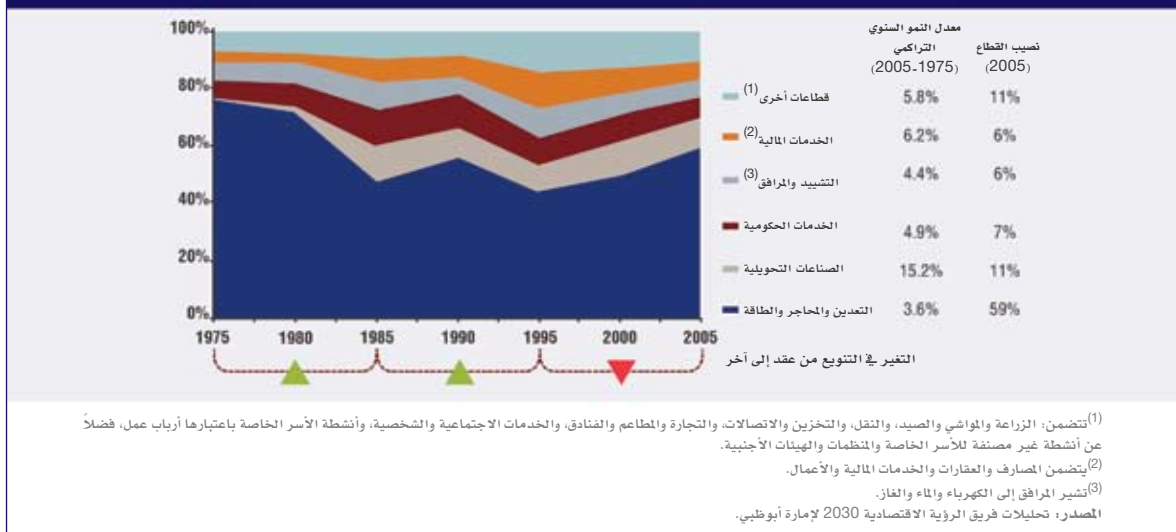 معدل النمو السنوي
التراكمي
(2005-1975)
نصيب القطاع
(2005)
100%
80%
60%
40%
20%
0%
قطاعات أخرى(1) 5.8% 11%
الخدمات المالية(2) 6.2% 6%
التشييد والمرافق(3) 4.4% 6%
الخدمات الحكومية 4.9% 7%
الصناعات التحويلية 15.2% 11%
التعدين والمحاجر والطاقة 3.6% 59%
1975 1980 1985 1990 1995 2000 2005
التغير في التنويع من عقد إلى آخر
(1)تتضمن: الزراعة والمواشي والصيد، والنقل، والتخزين والاتصالات، والتجارة والمطاعم والفنادق، والخدمات الاجتماعية والشخصية، وأنشطة الأسر الخاصة باعتبارها أرباب عمل، فضلاً
عن أنشطة غير مصنفة للأسر الخاصة والمنظمات والهيئات الأجنبية.
(2)يتضمن المصارف والعقارات والخدمات المالية والأعمال.
(3)تشير المرافق إلى الكهرباء والماء والغاز.
المصدر: تحليلات فريق الرؤية الاقتصادية 2030 لإمارة أبوظبي.